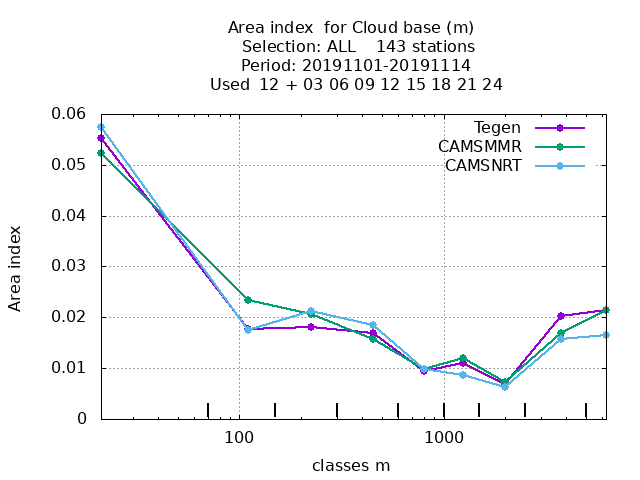 Area index  for Cloud base (m)
Selection: ALL    143 stations
Period: 20191101-20191114
Used  12 + 03 06 09 12 15 18 21 24
0.06
Tegen
CAMSMMR
CAMSNRT
0.05
0.04
0.03
0.02
0.01
0
Area index
100
1000
classes m